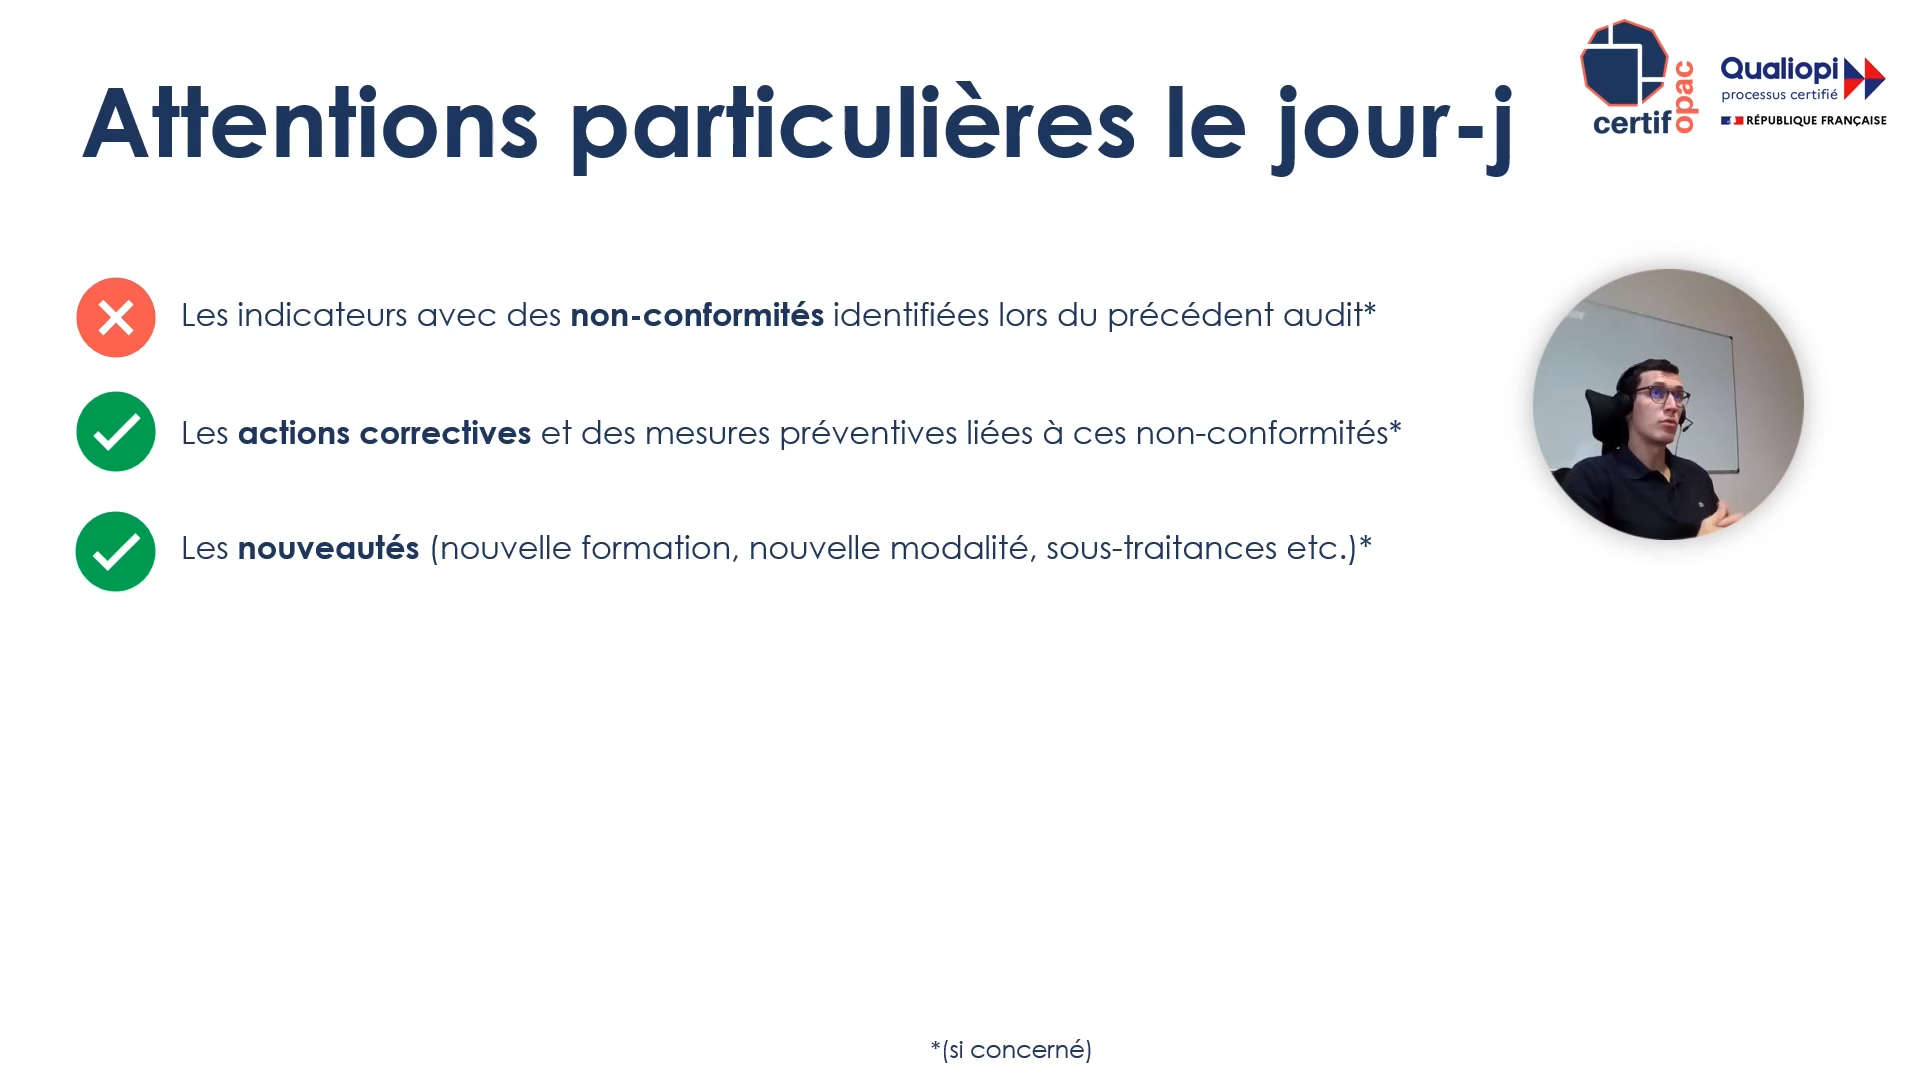 Attentions particulières le jour-j
certif
opac
Qualiopi
processus certifié
RÉPUBLIQUE FRANÇAISE
Les indicateurs avec des non-conformités identifiées lors du précédent audit*
Les actions correctives et des mesures préventives liées à ces non-conformités*
Les nouveautés (nouvelle formation, nouvelle modalité, sous-traitances etc.)*
*(si concerné)